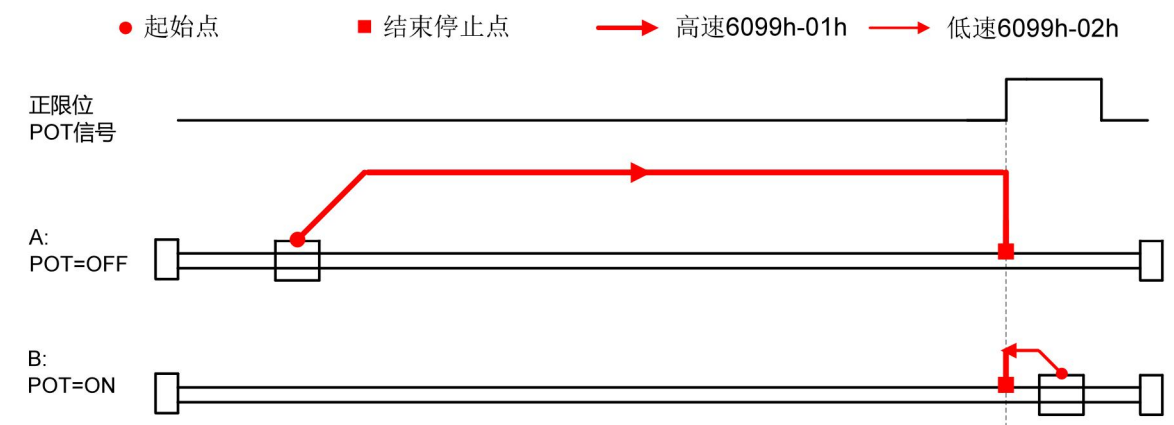 起始点 结束停止点 高速6099h-01h 低速6099h-02h
正限位
POT信号
A:
POT=OFF
B:
POT=ON